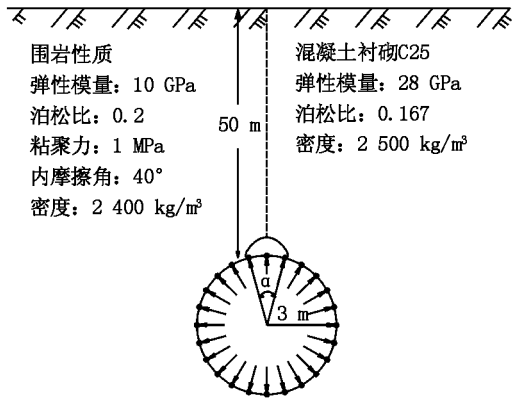 围岩性质
弹性模量: 10 GPa
泊松比: 0.2
粘聚力: 1 MPa
内摩擦角: 40°
密度: 2 400 kg/m³
混凝土衬砌C25
弹性模量: 28 GPa
泊松比: 0.167
密度: 2 500 kg/m³
50 m
α
3 m